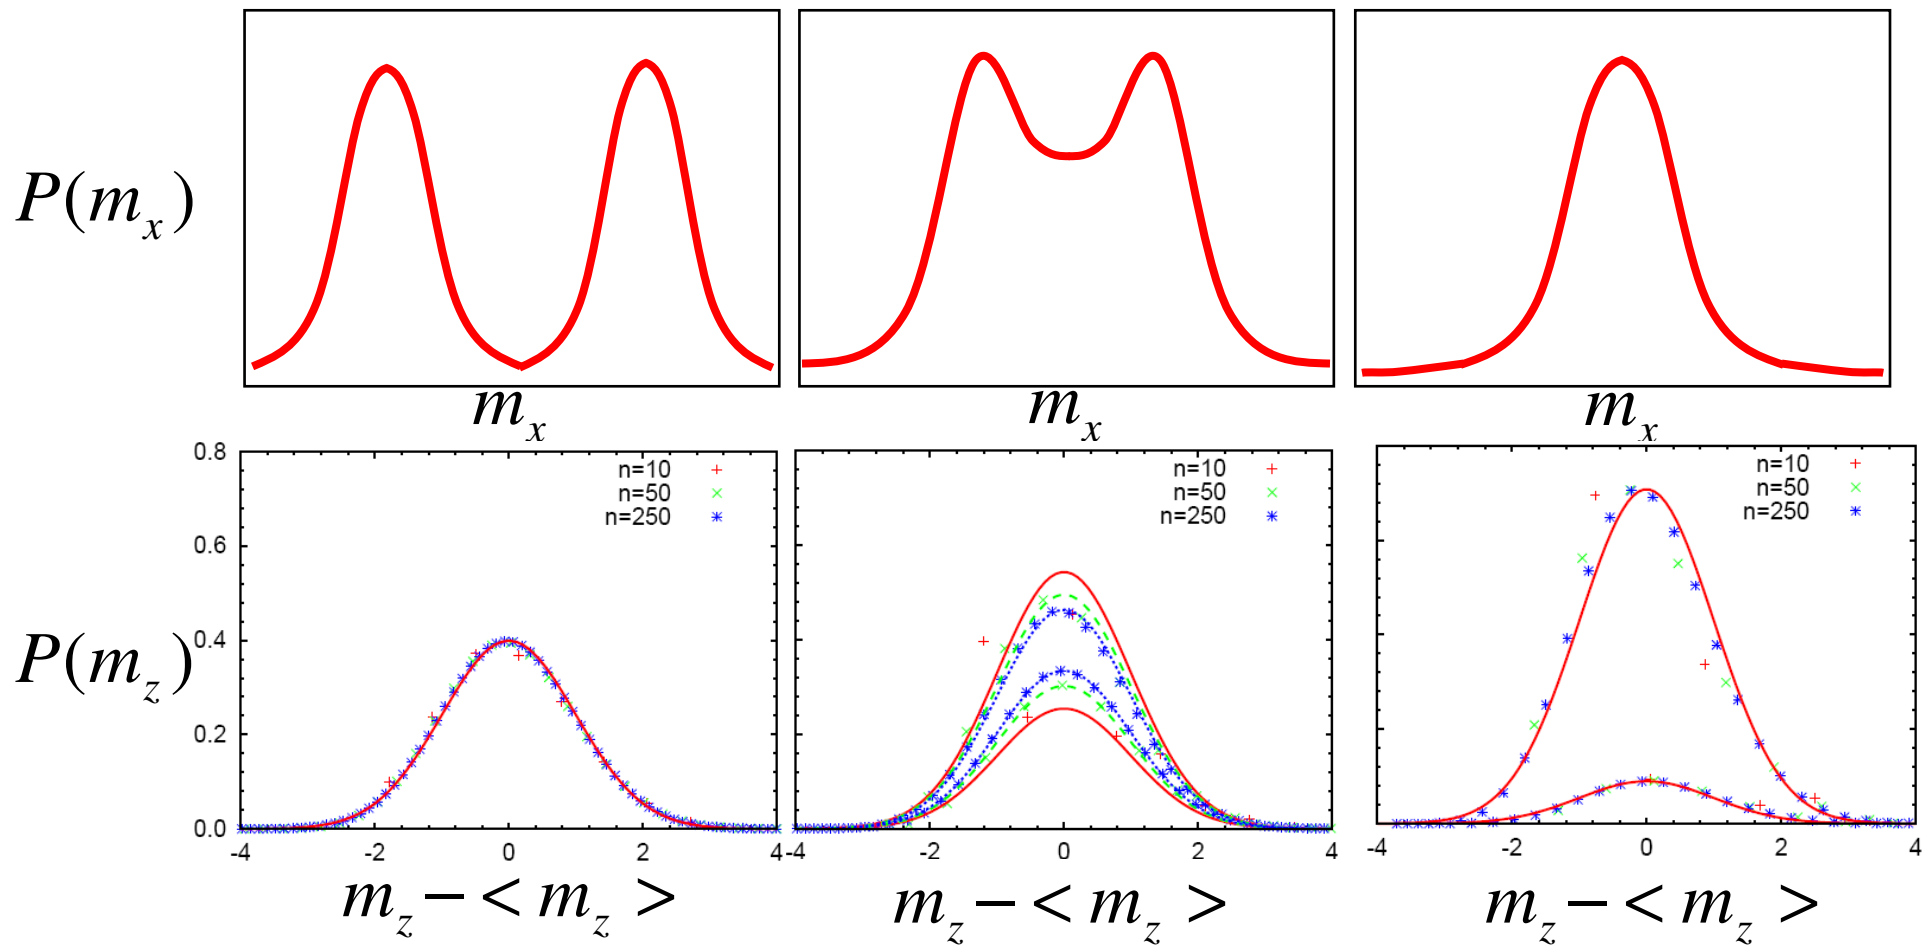 P(m_x)
m_x m_x m_x
0.8
n=10 n=10 n=10
n=50 n=50 n=50
n=250 n=250 n=250
0.6
P(m_z)
0.4
0.2
0.0
-4 -2 0 2 4 -4 -2 0 2 4 -4 -2 0 2 4
m_z − < m_z > m_z − < m_z > m_z − < m_z >